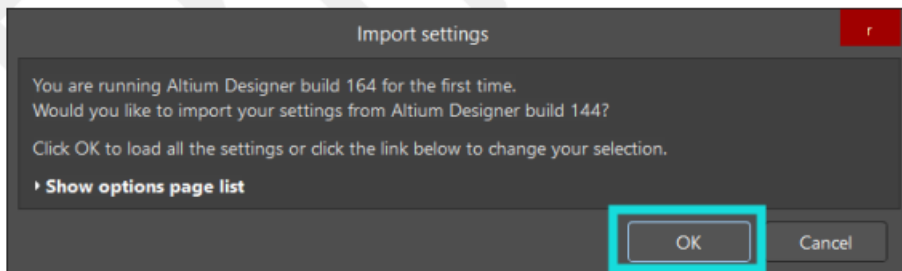 Import settings
r
You are running Altium Designer build 164 for the first time.
Would you like to import your settings from Altium Designer build 144?
Click OK to load all the settings or click the link below to change your selection.
Show options page list
OK
Cancel